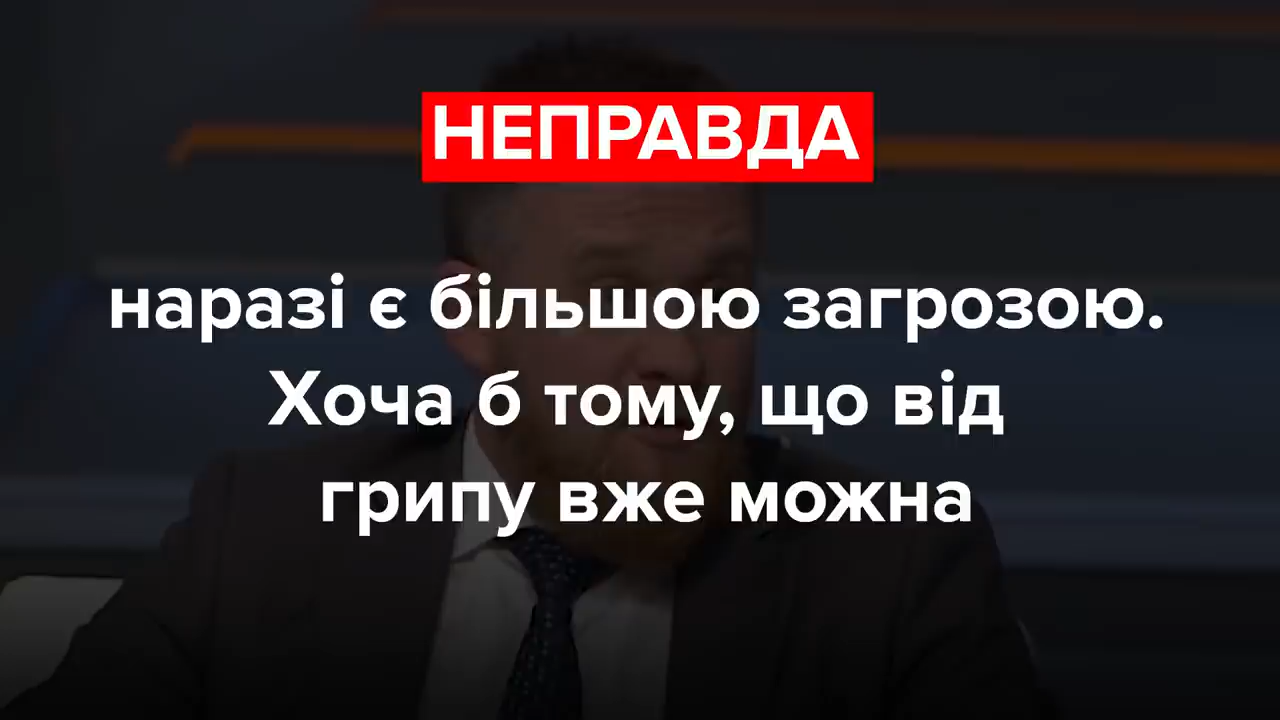 НЕПРАВДА
наразі є більшою загрозою.
Хоча б тому, що від
грипу вже можна